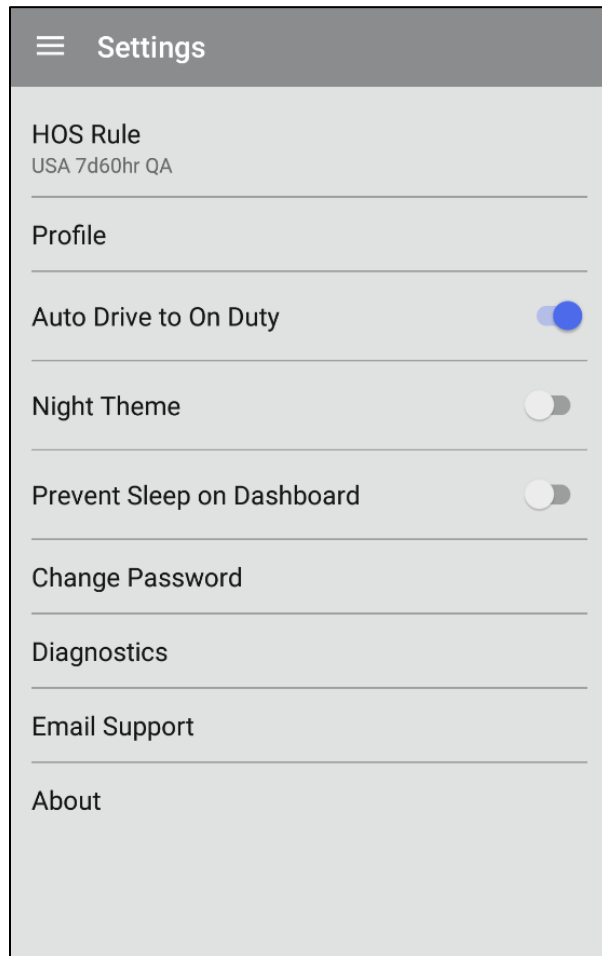 Settings
HOS Rule
USA 7d60hr QA
Profile
Auto Drive to On Duty
Night Theme
Prevent Sleep on Dashboard
Change Password
Diagnostics
Email Support
About